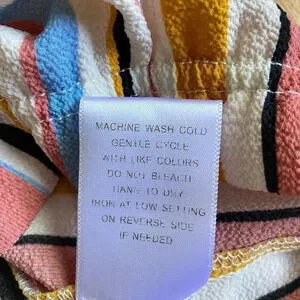 MACHINE WASH COLD
GENTLE CYCLE
WITH LIKE COLORS
DO NOT BLEACH
HANG TO DRY
IRON AT LOW SETTING
ON REVERSE SIDE
IF NEEDED